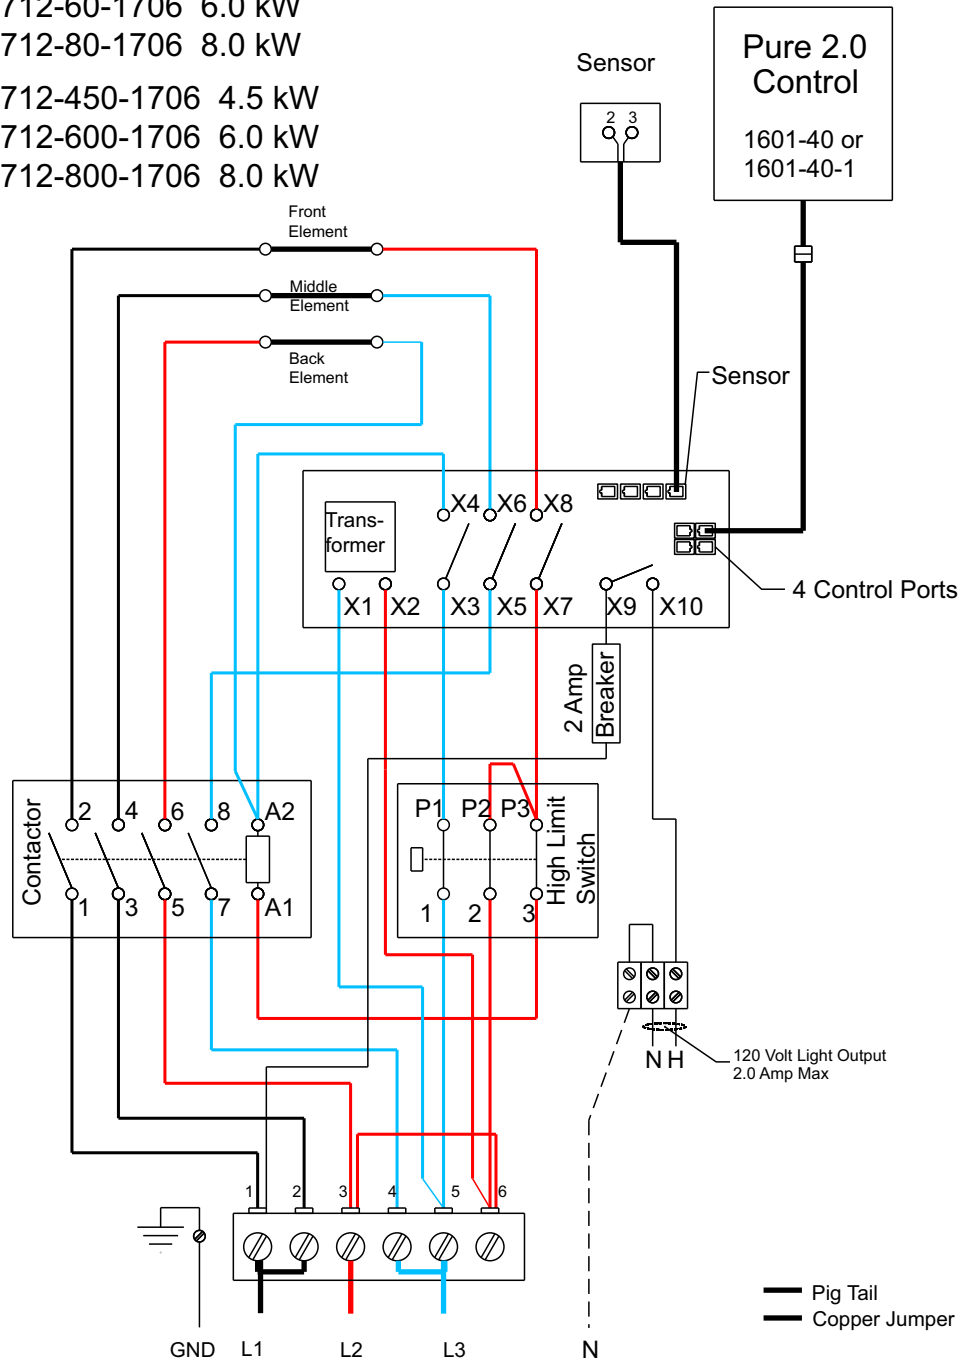 712-60-1706 6.0 kW
712-80-1706 8.0 kW
712-450-1706 4.5 kW
712-600-1706 6.0 kW
712-800-1706 8.0 kW
Sensor
2 3
Pure 2.0
Control
1601-40 or
1601-40-1
Front
Element
Middle
Element
Back
Element
Sensor
Trans-
former
X4 X6 X8
X1 X2 X3 X5 X7 X9 X10
4 Control Ports
2 Amp
Breaker
Contactor
2 4 6 8 A2
1 3 5 7 A1
P1 P2 P3
1 2 3
High Limit
Switch
N H
120 Volt Light Output
2.0 Amp Max
1 2 3 4 5 6
GND L1 L2 L3 N
Pig Tail
Copper Jumper